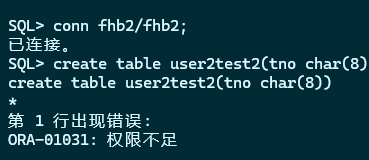 SQL> conn fhb2/fhb2;
已连接。
SQL> create table user2test2(tno char(8)
create table user2test2(tno char(8))
*
第 1 行出现错误:
ORA-01031: 权限不足